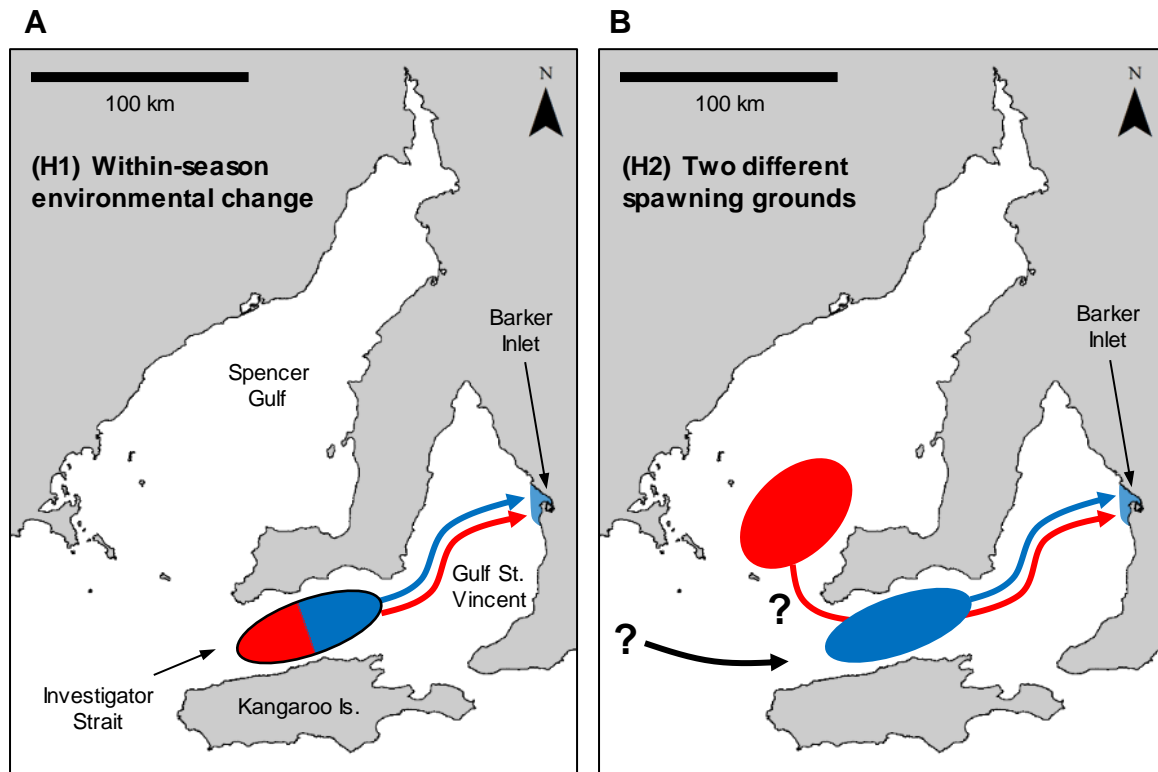 A
100 km
N
(H1) Within-season
environmental change
Barker
Inlet
Spencer
Gulf
Gulf St.
Vincent
Investigator
Strait
Kangaroo Is.
B
100 km
N
(H2) Two different
spawning grounds
Barker
Inlet
?
?